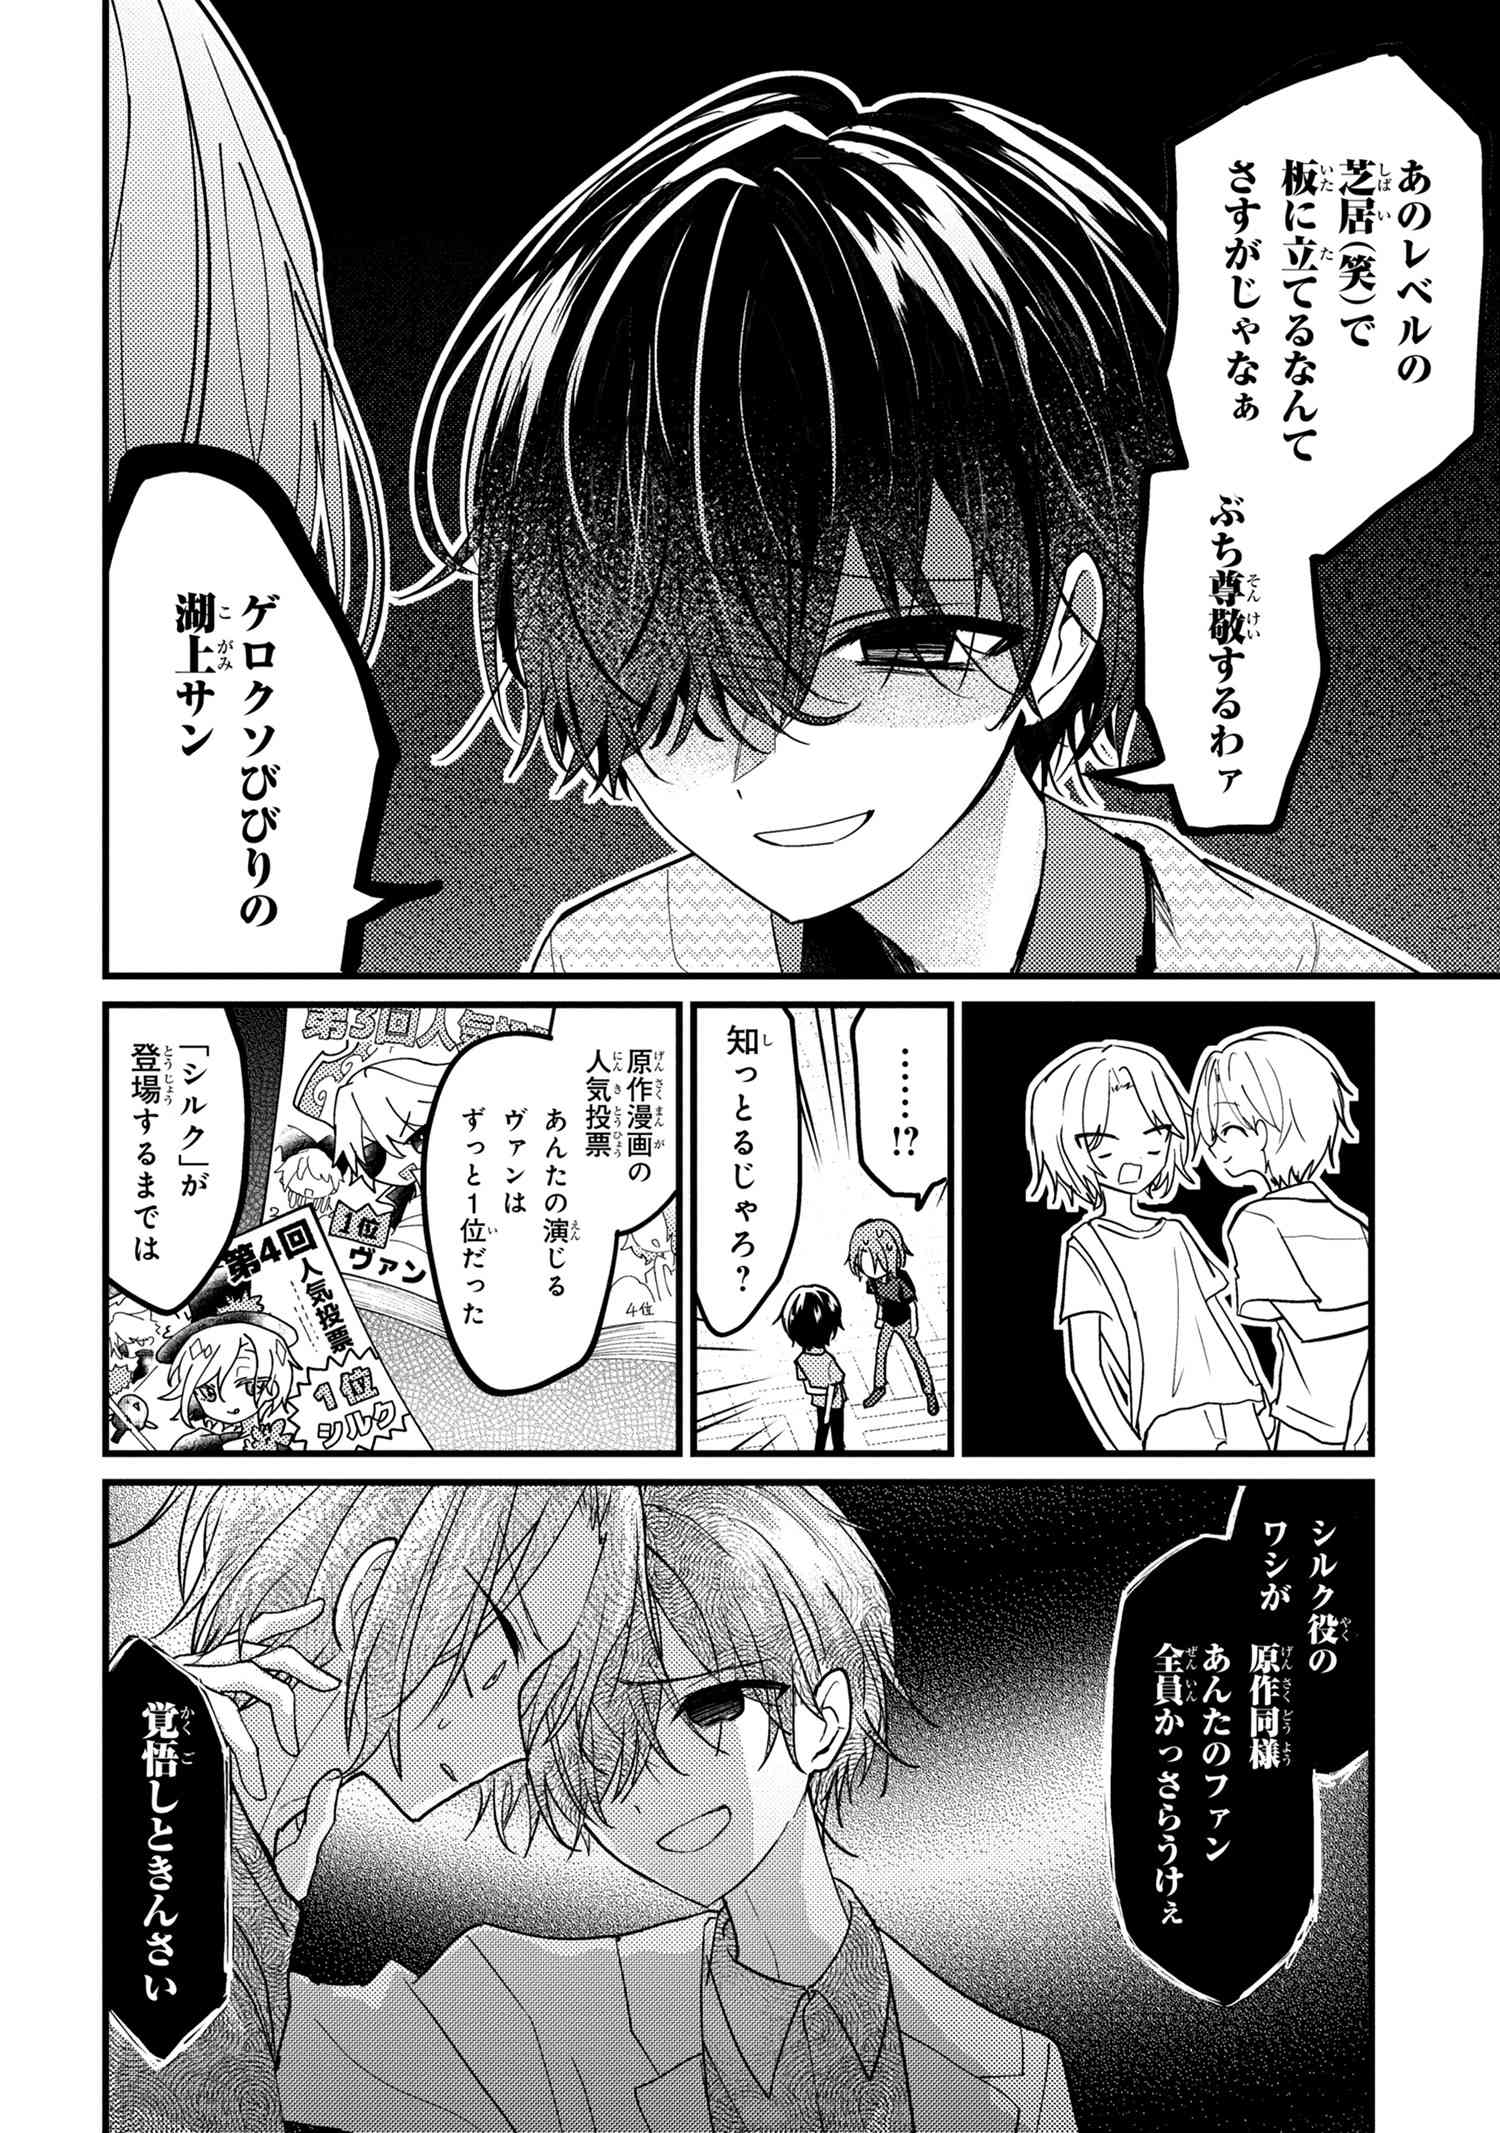 あのレベルの
芝居(笑)で
板に立てるなんて
さすがじゃなぁ
ぶち尊敬するわァ
ゲロクソびびりの
湖上サン
………
!?
知っとるじゃろ?
原作漫画の
人気投票
あんたの演じる
ヴァンは
ずっと1位だった
第3回人気
1位
ヴァン
2
4位
「シルク」が
登場するまでは
第4回
人気投票
1位
シルク
シルク役の
ワシが
原作同様
あんたのファン
全員かっさらうけぇ
覚悟しときんさい